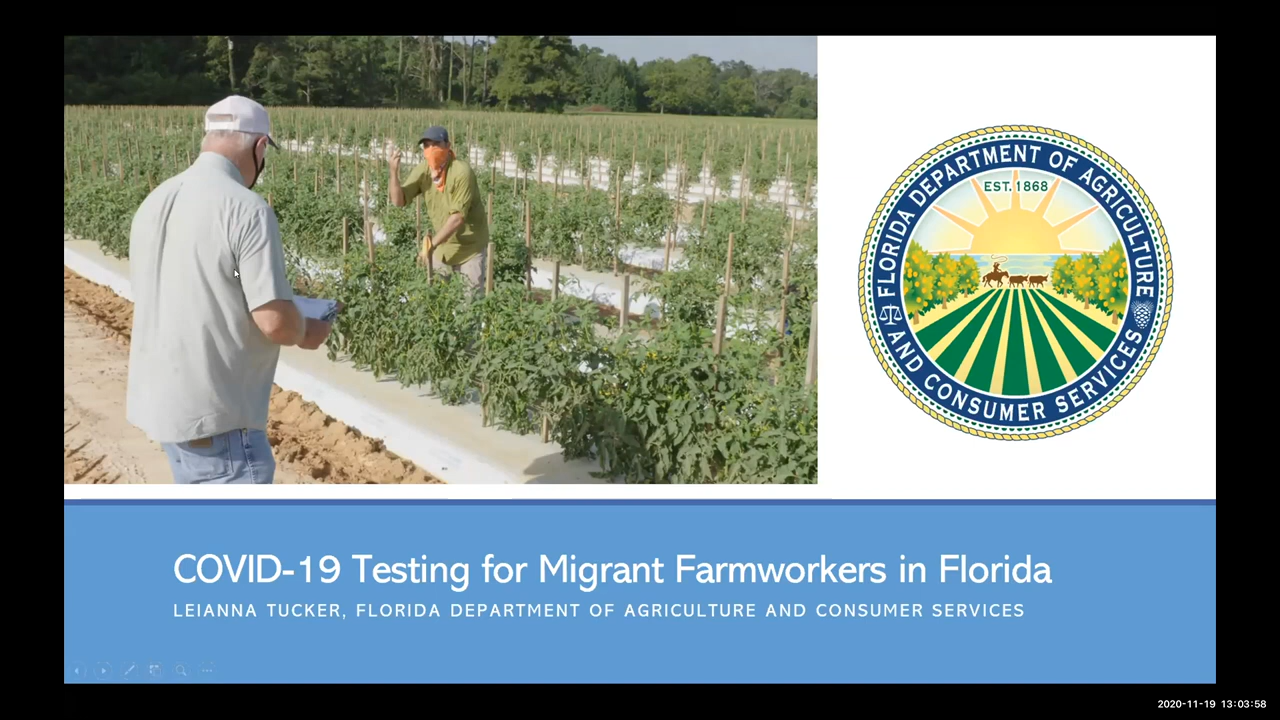 FLORIDA DEPARTMENT OF AGRICULTURE
AND CONSUMER SERVICES
EST. 1868
COVID-19 Testing for Migrant Farmworkers in Florida
LEIANNA TUCKER, FLORIDA DEPARTMENT OF AGRICULTURE AND CONSUMER SERVICES
2020-11-19 13:03:58